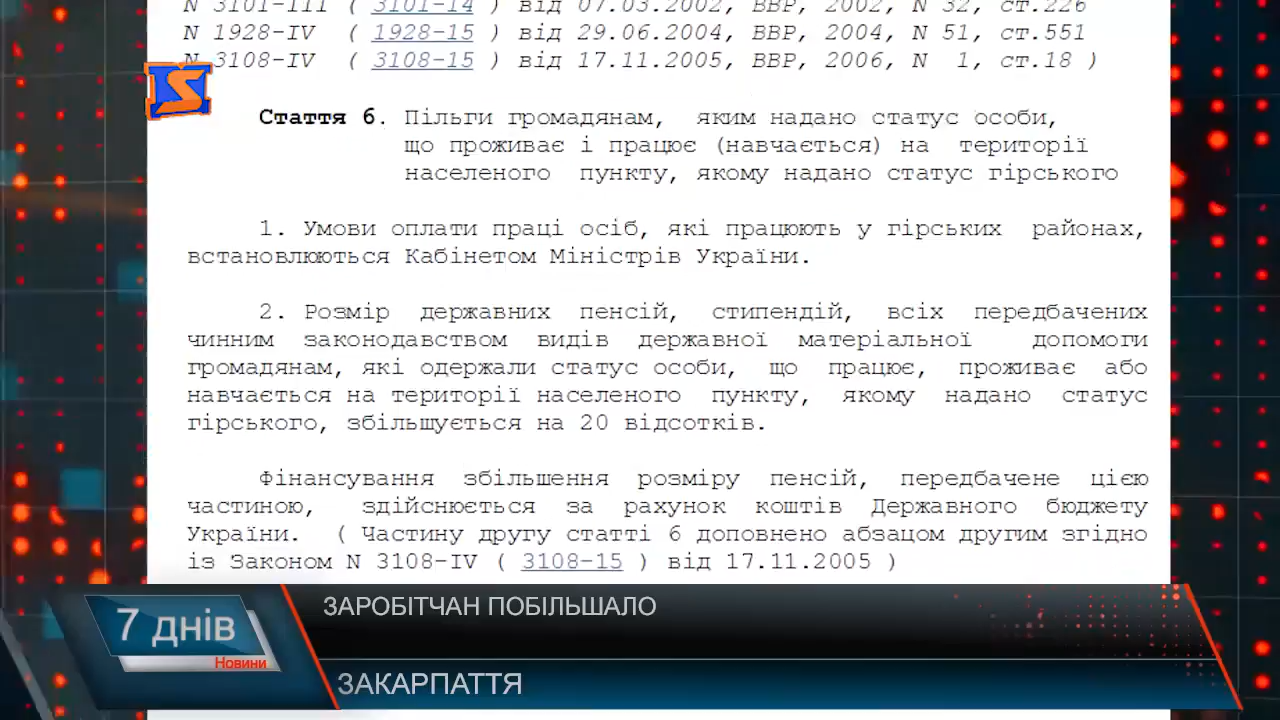 N 3101-III ( 3101-14 ) від 07.03.2002, ВВР, 2002, N 32, ст.226
N 1928-IV ( 1928-15 ) від 29.06.2004, ВВР, 2004, N 51, ст.551
N 3108-IV ( 3108-15 ) від 17.11.2005, ВВР, 2006, N 1, ст.18 )
Стаття 6. Пільги громадянам, яким надано статус особи,
що проживає і працює (навчається) на території
населеного пункту, якому надано статус гірського
1. Умови оплати праці осіб, які працюють у гірських районах,
встановлюються Кабінетом Міністрів України.
2. Розмір державних пенсій, стипендій, всіх передбачених
чинним законодавством видів державної матеріальної допомоги
громадянам, які одержали статус особи, що працює, проживає або
навчається на території населеного пункту, якому надано статус
гірського, збільшується на 20 відсотків.
Фінансування збільшення розміру пенсій, передбачене цією
частиною, здійснюється за рахунок коштів Державного бюджету
України. ( Частину другу статті 6 доповнено абзацом другим згідно
із Законом N 3108-IV ( 3108-15 ) від 17.11.2005 )
7 днів
Новини
ЗАРОБІТЧАН ПОБІЛЬШАЛО
ЗАКАРПАТТЯ